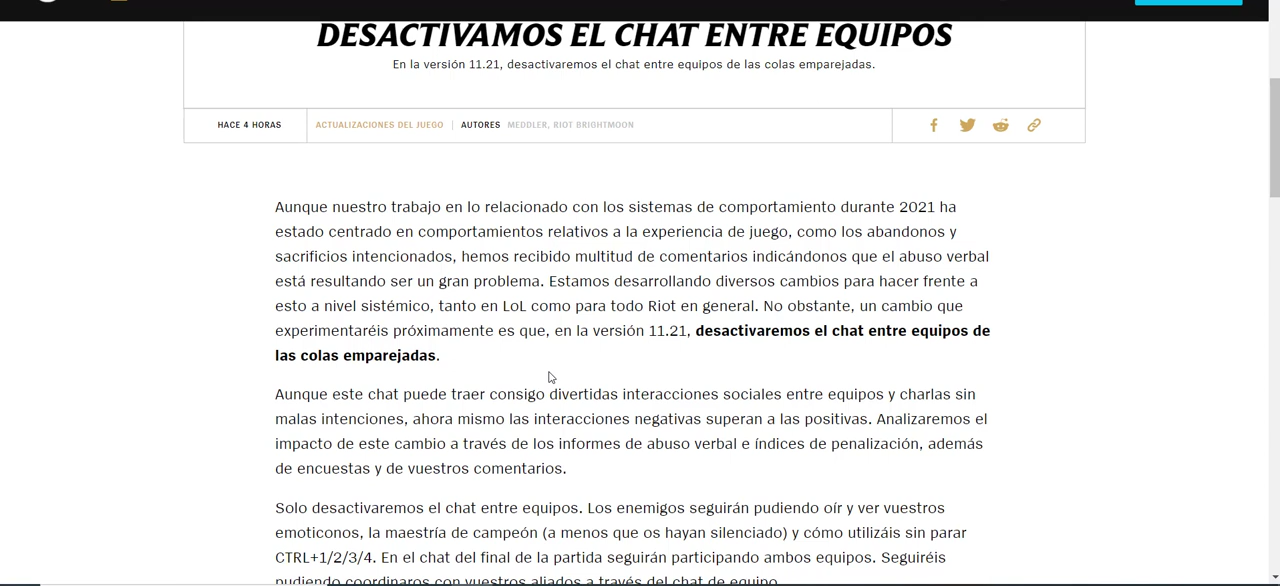 DESACTIVAMOS EL CHAT ENTRE EQUIPOS
En la versión 11.21, desactivaremos el chat entre equipos de las colas emparejadas.
HACE 4 HORAS ACTUALIZACIONES DEL JUEGO AUTORES MEDDLER, RIOT BRIGHTMOON
Aunque nuestro trabajo en lo relacionado con los sistemas de comportamiento durante 2021 ha
estado centrado en comportamientos relativos a la experiencia de juego, como los abandonos y
sacrificios intencionados, hemos recibido multitud de comentarios indicándonos que el abuso verbal
está resultando ser un gran problema. Estamos desarrollando diversos cambios para hacer frente a
esto a nivel sistémico, tanto en LoL como para todo Riot en general. No obstante, un cambio que
experimentaréis próximamente es que, en la versión 11.21, desactivaremos el chat entre equipos de
las colas emparejadas.
Aunque este chat puede traer consigo divertidas interacciones sociales entre equipos y charlas sin
malas intenciones, ahora mismo las interacciones negativas superan a las positivas. Analizaremos el
impacto de este cambio a través de los informes de abuso verbal e índices de penalización, además
de encuestas y de vuestros comentarios.
Solo desactivaremos el chat entre equipos. Los enemigos seguirán pudiendo oír y ver vuestros
emoticonos, la maestría de campeón (a menos que os hayan silenciado) y cómo utilizáis sin parar
CTRL+1/2/3/4. En el chat del final de la partida seguirán participando ambos equipos. Seguiréis
pudiendo coordinaros con vuestros aliados a través del chat de equipo.